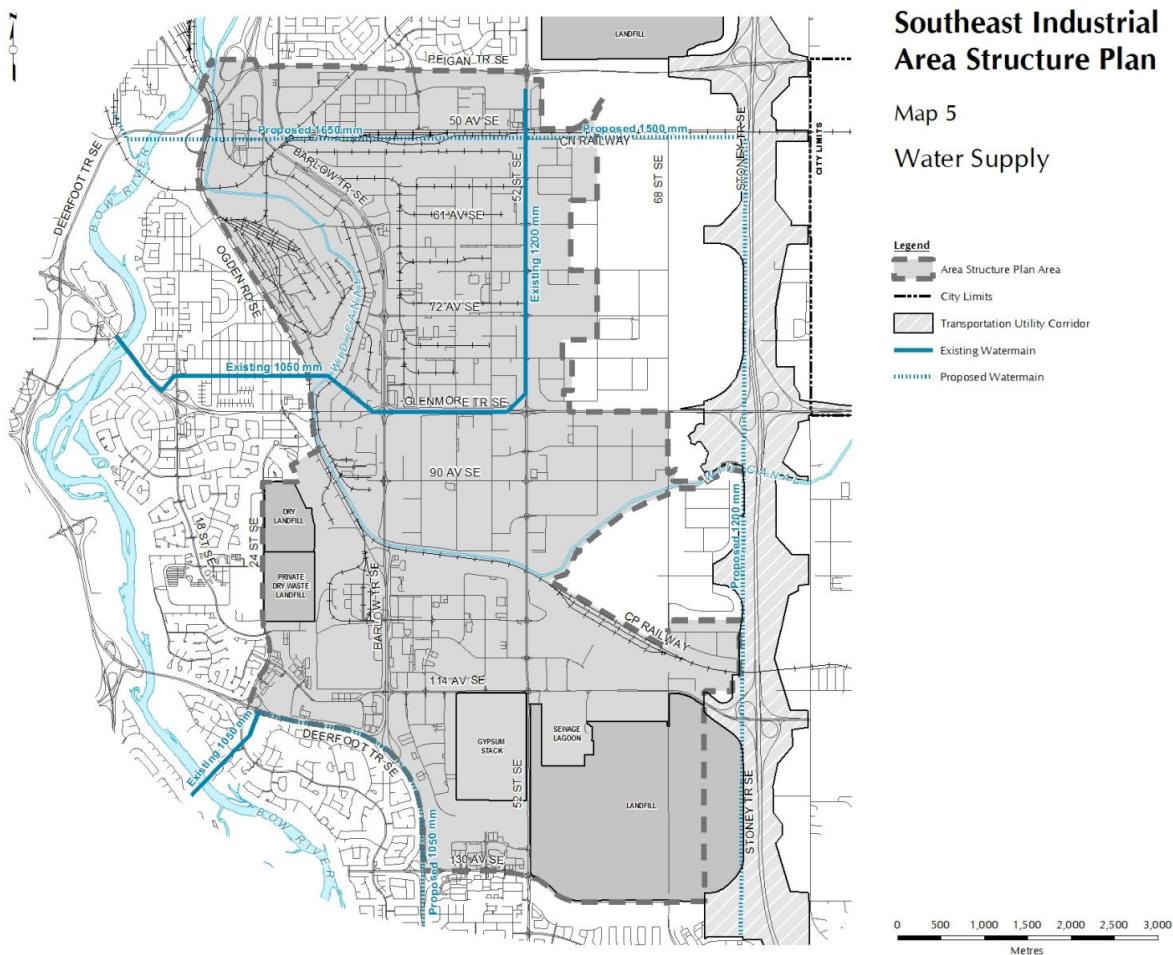 Southeast Industrial
Area Structure Plan
Map 5
Water Supply
Legend
Area Structure Plan Area
City Limits
Transportation Utility Corridor
Existing Watermain
Proposed Watermain
N
LANDFILL
PEIGAN TR SE
50 AV SE
Proposed 1650 mm
Proposed 1500 mm
CN RAILWAY
STONEY TR SE
CITY LIMITS
DEERFOOT TR SE
BOW RIVER
BARLOW TR SE
52 ST SE
68 ST SE
61 AV SE
OGDEN RD SE
Existing 1200 mm
WID CANAL
72 AV SE
Existing 1050 mm
GLENMORE TR SE
90 AV SE
WID CANAL
DRY
LANDFILL
18 ST SE
24 ST SE
PRIVATE
DRY WASTE
LANDFILL
Proposed 1200 mm
BARLOW TR SE
CP RAILWAY
114 AV SE
Existing 1050 mm
DEERFOOT TR SE
GYPSUM
STACK
SEWAGE
LAGOON
52 ST SE
LANDFILL
STONEY TR SE
BOW RIVER
130 AV SE
Proposed 1050 mm
0 500 1,000 1,500 2,000 2,500 3,000
Metres